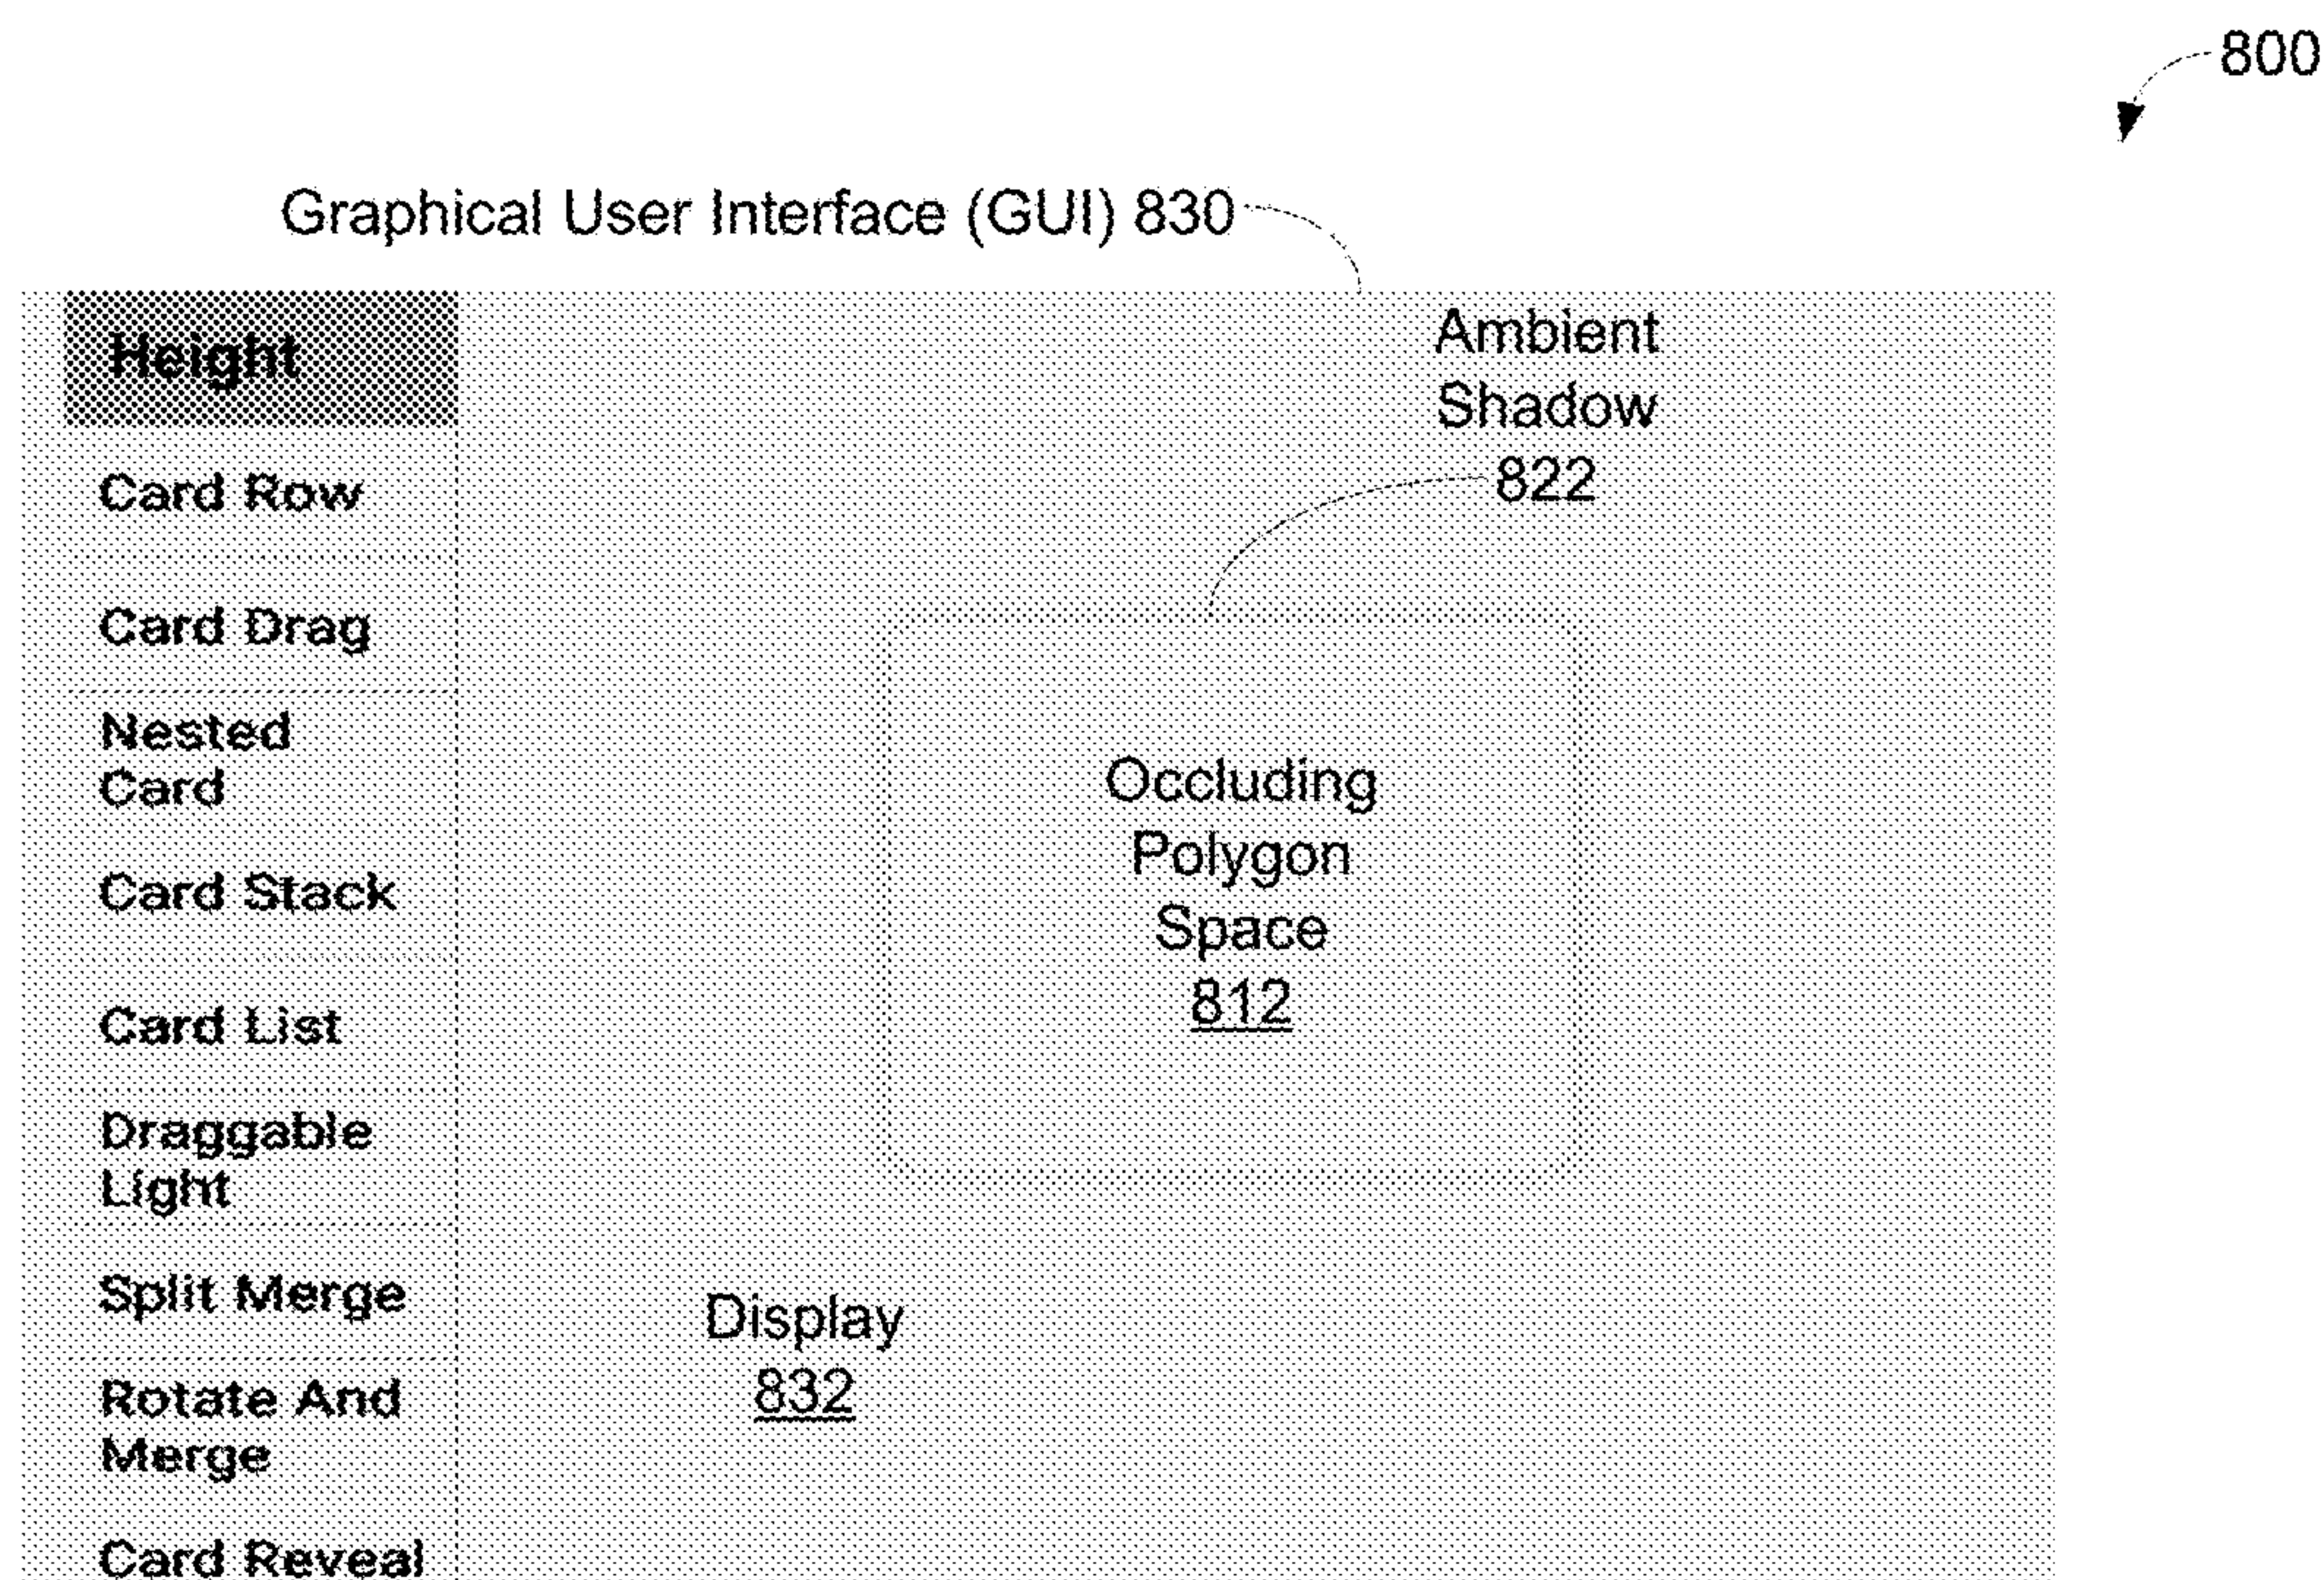 800
Graphical User Interface (GUI) 830
Height
Card Row
Card Drag
Nested
Card
Card Stack
Card List
Draggable
Light
Split Merge
Rotate And
Merge
Card Reveal
Ambient
Shadow
822
Occluding
Polygon
Space
812
Display
832